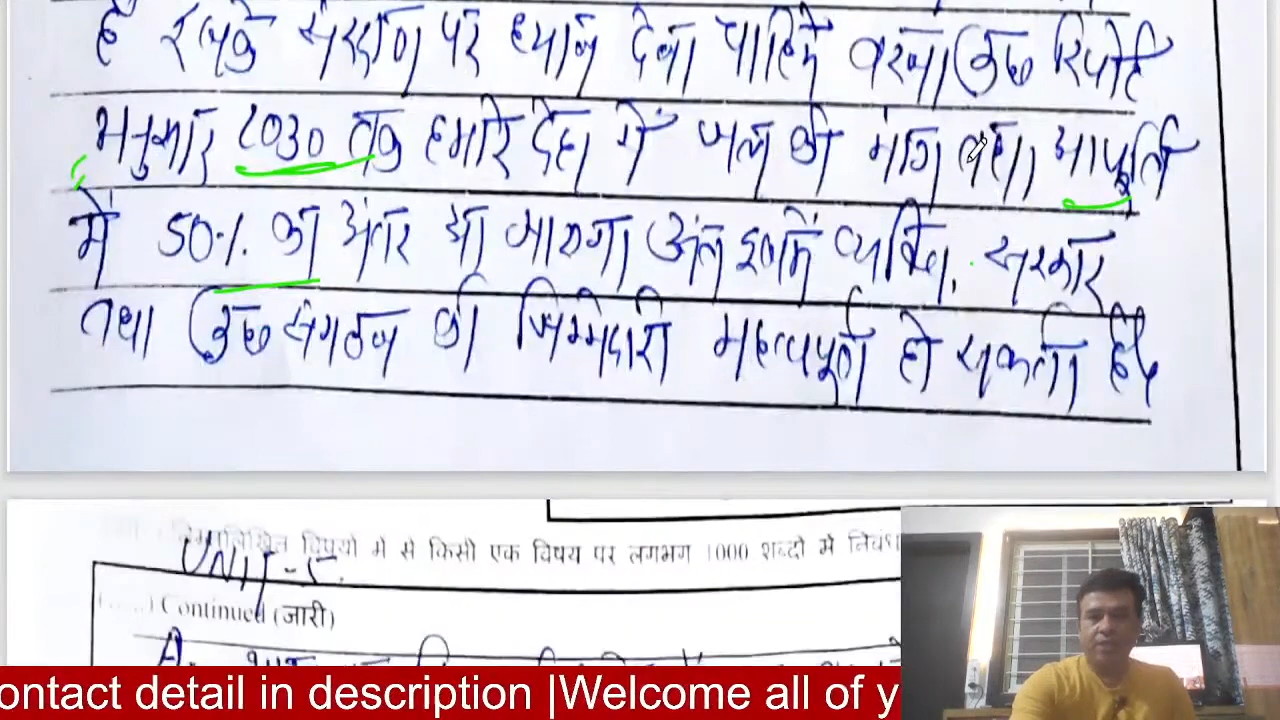 है इसके संरक्षण पर ध्यान देना चाहिये वरना कुछ रिपोर्ट
अनुसार 2030 तक हमारे देश में जल की मांग तथा आपूर्ति
में 50% का अंतर आ जाएगा अतः इसमें व्यक्ति, सरकार
तथा कुछ संगठन की जिम्मेदारी महत्वपूर्ण हो सकती है
विषयों में से किसी एक विषय पर लगभग 1000 शब्दों में निबंध
UNIT-5
Continued (जारी)
A.
ontact detail in description |Welcome all of y